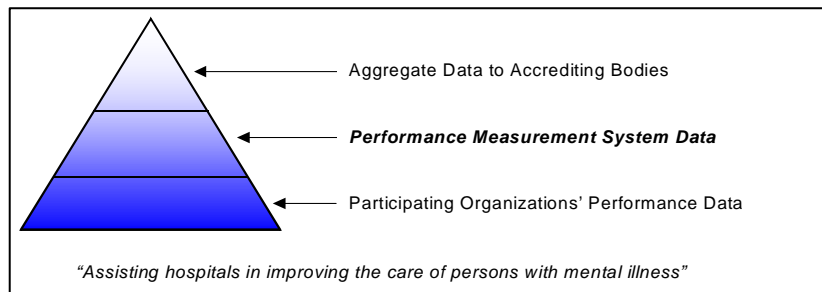 Aggregate Data to Accrediting Bodies
Performance Measurement System Data
Participating Organizations’ Performance Data
“Assisting hospitals in improving the care of persons with mental illness”